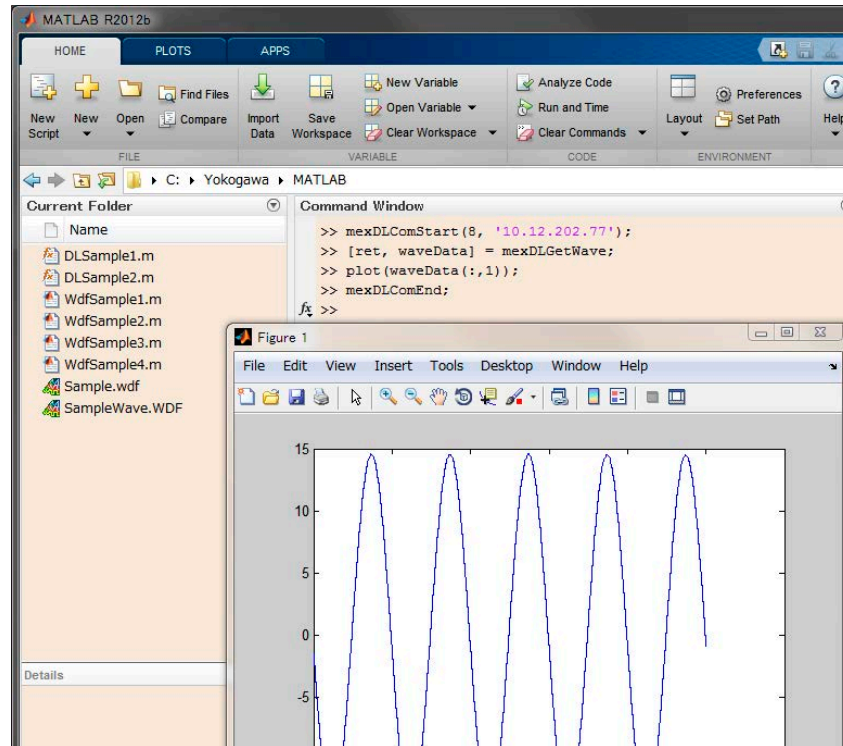 MATLAB R2012b
HOME PLOTS APPS
New Script
New
Open
Find Files
Compare
Import Data
Save Workspace
New Variable
Open Variable
Clear Workspace
Analyze Code
Run and Time
Clear Commands
Layout
Preferences
Set Path
FILE VARIABLE CODE ENVIRONMENT
C: Yokogawa MATLAB
Current Folder
Name
DLSample1.m
DLSample2.m
WdfSample1.m
WdfSample2.m
WdfSample3.m
WdfSample4.m
Sample.wdf
SampleWave.WDF
Details
Command Window
>> mexDLComStart(8, '10.12.202.77');
>> [ret, waveData] = mexDLGetWave;
>> plot(waveData(:,1));
>> mexDLComEnd;
fx >>
Figure 1
File Edit View Insert Tools Desktop Window Help
15
10
5
0
-5